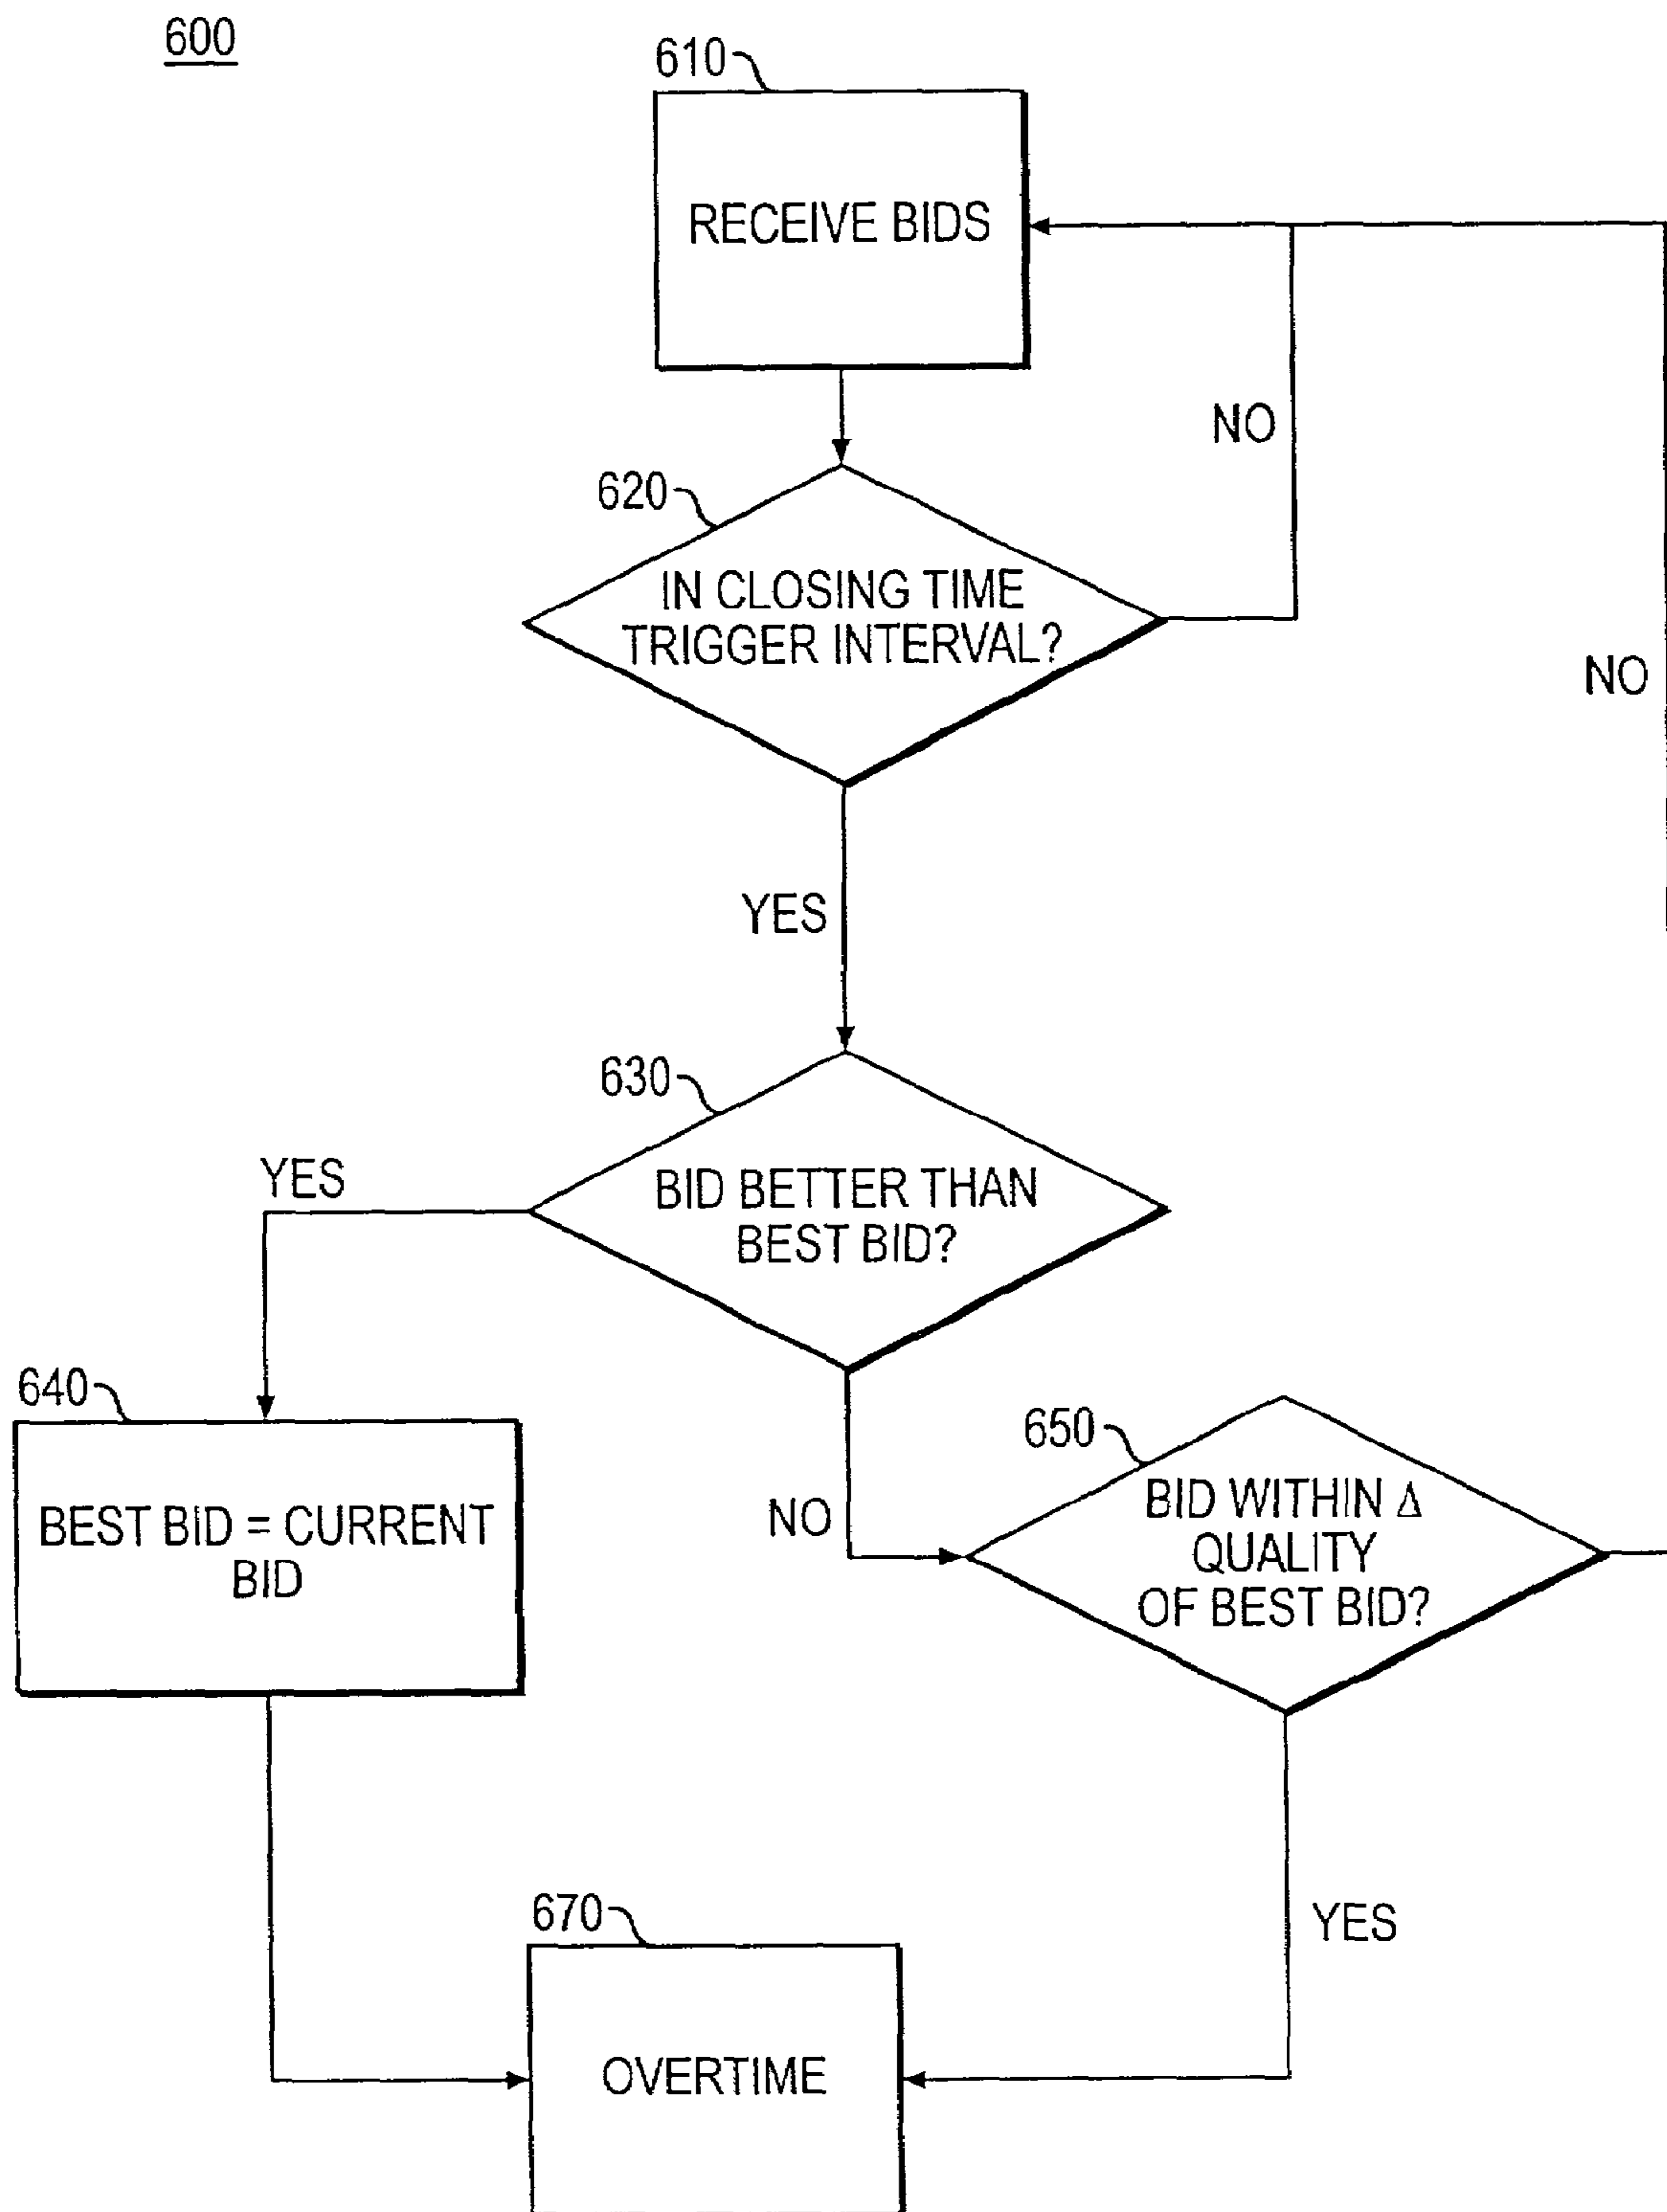 600
610
RECEIVE BIDS
NO
620
IN CLOSING TIME
TRIGGER INTERVAL?
NO
YES
630
BID BETTER THAN
BEST BID?
YES
640
BEST BID = CURRENT
BID
NO
650
BID WITHIN Δ
QUALITY
OF BEST BID?
YES
670
OVERTIME